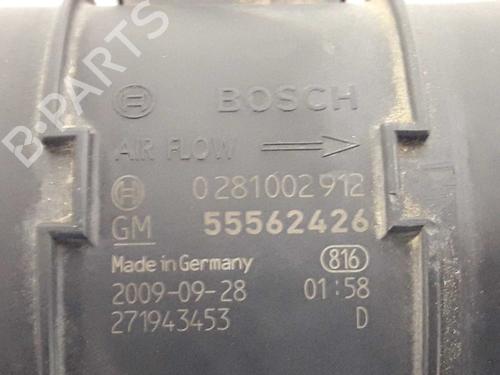 B-PARTS
BOSCH
AIR FLOW
0 281 002 912
GM 55562426
Made in Germany 816
2009-09-28 01:58
271943453 D